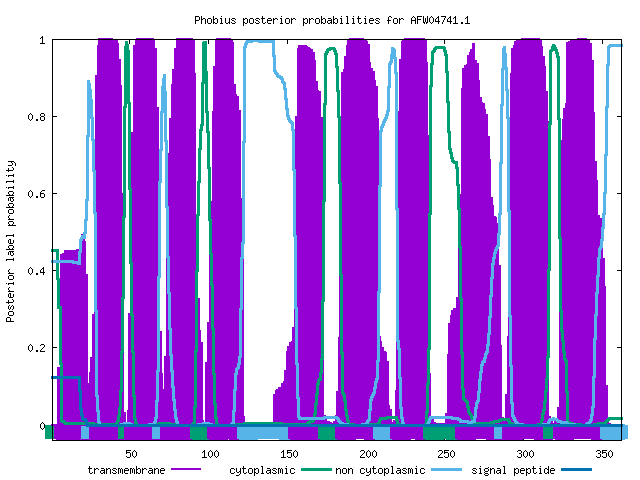 Phobius posterior probabilities for AFW04741.1
1
0.8
0.6
0.4
0.2
0
Posterior label probability
50 100 150 200 250 300 350
transmembrane cytoplasmic non cytoplasmic signal peptide